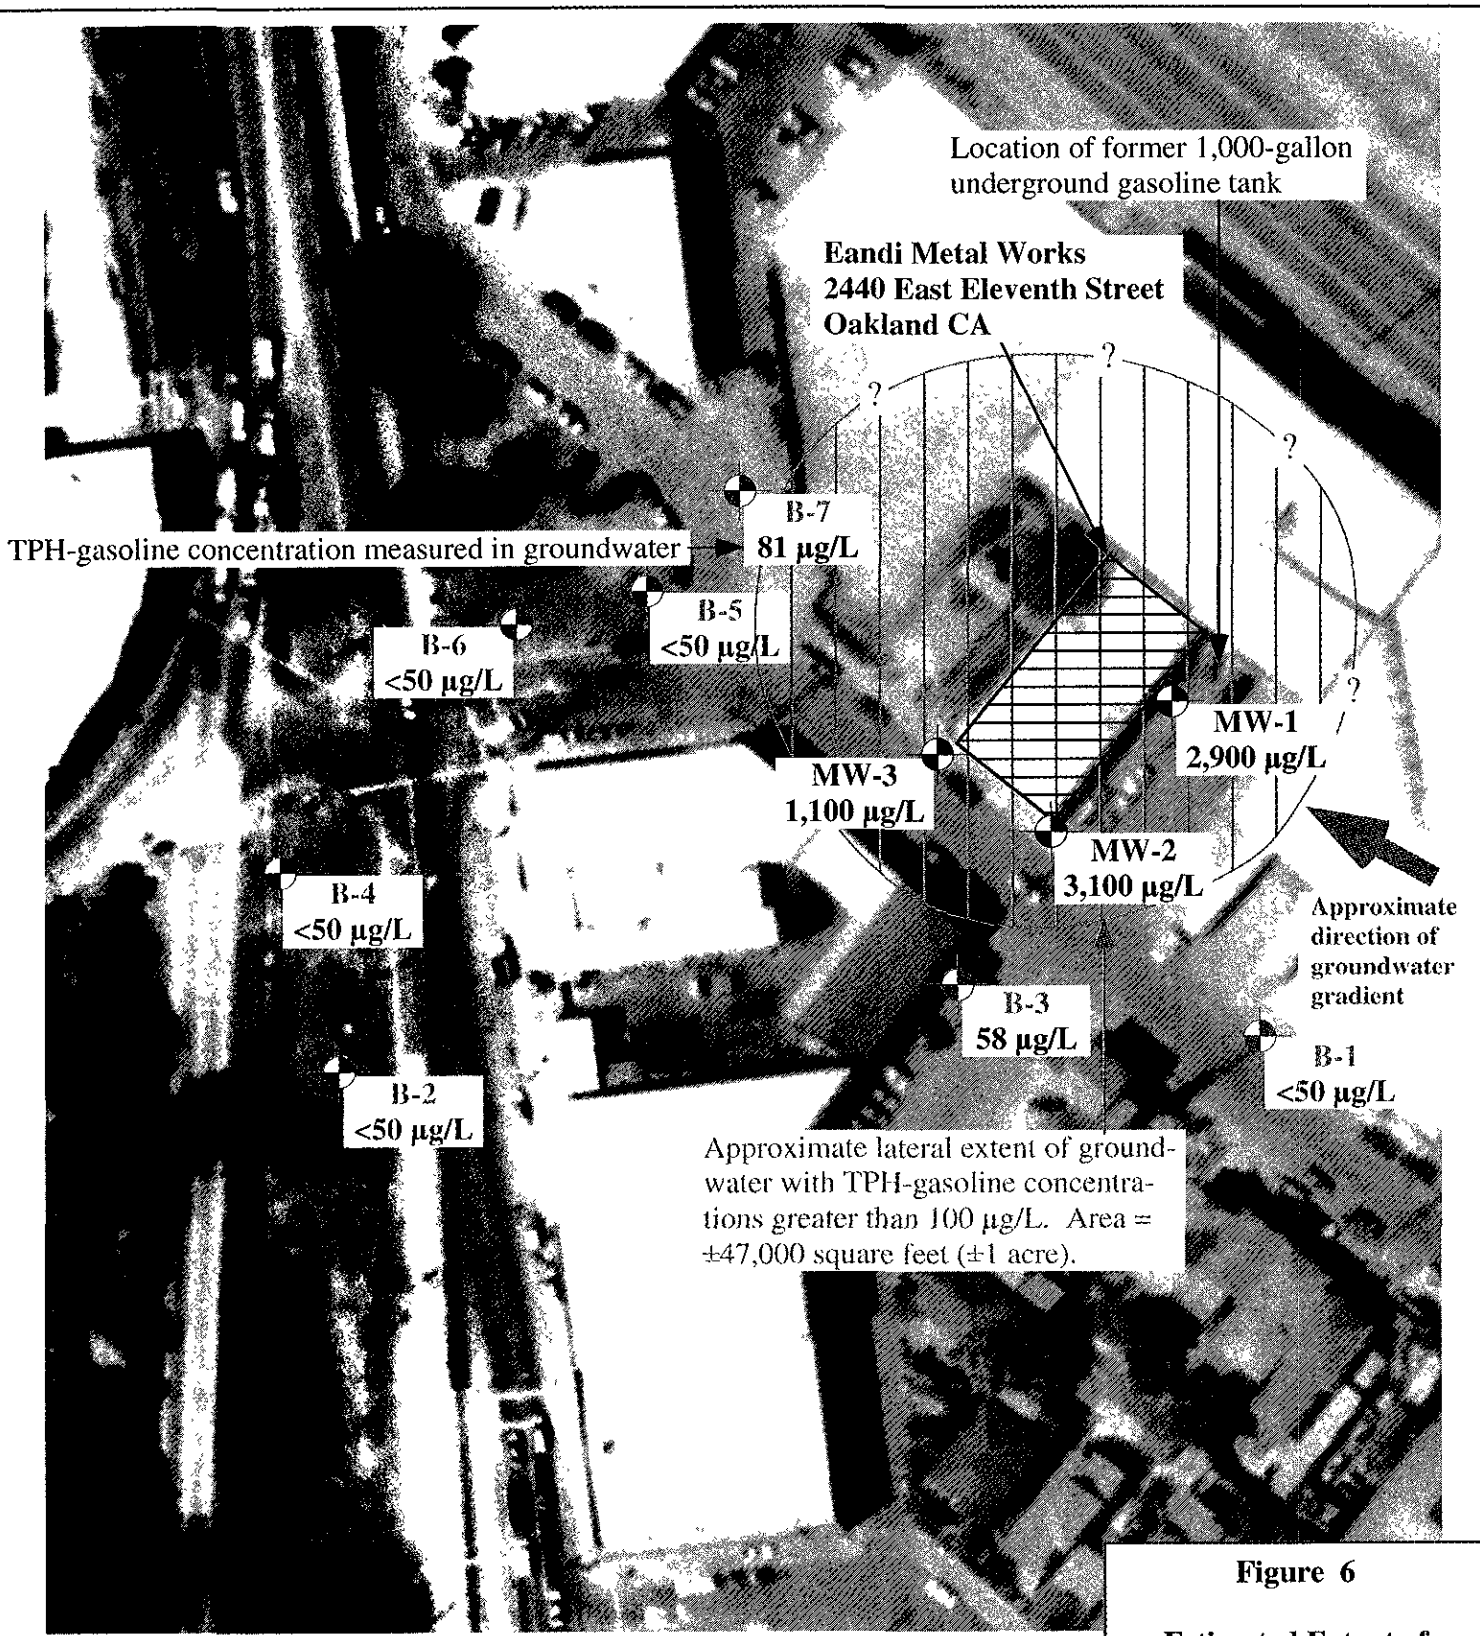 Location of former 1,000-gallon
underground gasoline tank
Eandi Metal Works
2440 East Eleventh Street
Oakland CA
?
?
?
?
B-7
81 µg/L
TPH-gasoline concentration measured in groundwater
B-5
<50 µg/L
B-6
<50 µg/L
MW-1
2,900 µg/L
MW-3
1,100 µg/L
MW-2
3,100 µg/L
B-4
<50 µg/L
Approximate
direction of
groundwater
gradient
B-3
58 µg/L
B-1
<50 µg/L
B-2
<50 µg/L
Approximate lateral extent of ground-
water with TPH-gasoline concentra-
tions greater than 100 µg/L. Area =
±47,000 square feet (±1 acre).
Figure 6
Estimated Extent of